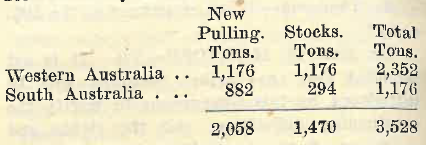 New
Pulling. Stocks. Total
Tons. Tons. Tons.
Western Australia .. 1,176 1,176 2,352
South Australia . ... 882 294 1,176
2,058 1,470 3,528